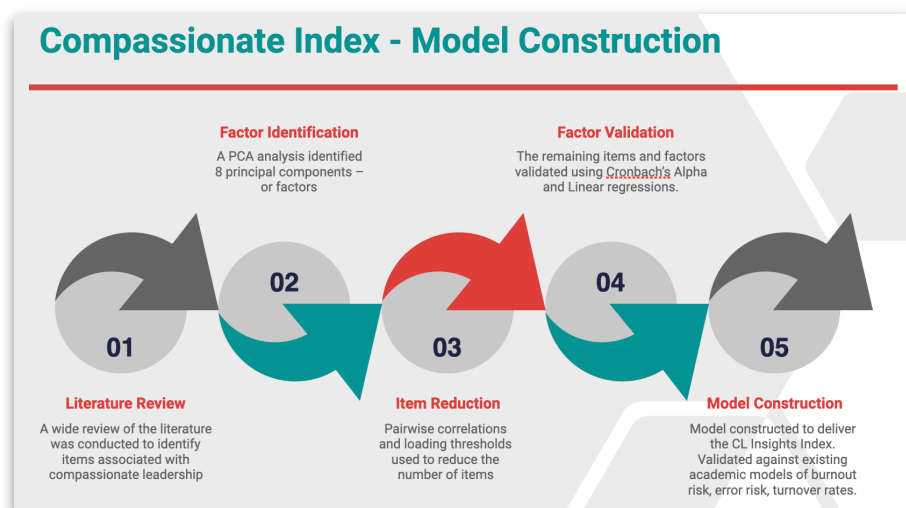 Compassionate Index - Model Construction
Factor Identification
A PCA analysis identified
8 principal components –
or factors
Factor Validation
The remaining items and factors
validated using Cronbach's Alpha
and Linear regressions.
01
02
03
04
05
Literature Review
A wide review of the literature
was conducted to identify
items associated with
compassionate leadership
Item Reduction
Pairwise correlations
and loading thresholds
used to reduce the
number of items
Model Construction
Model constructed to deliver
the CL Insights Index.
Validated against existing
academic models of burnout
risk, error risk, turnover rates.